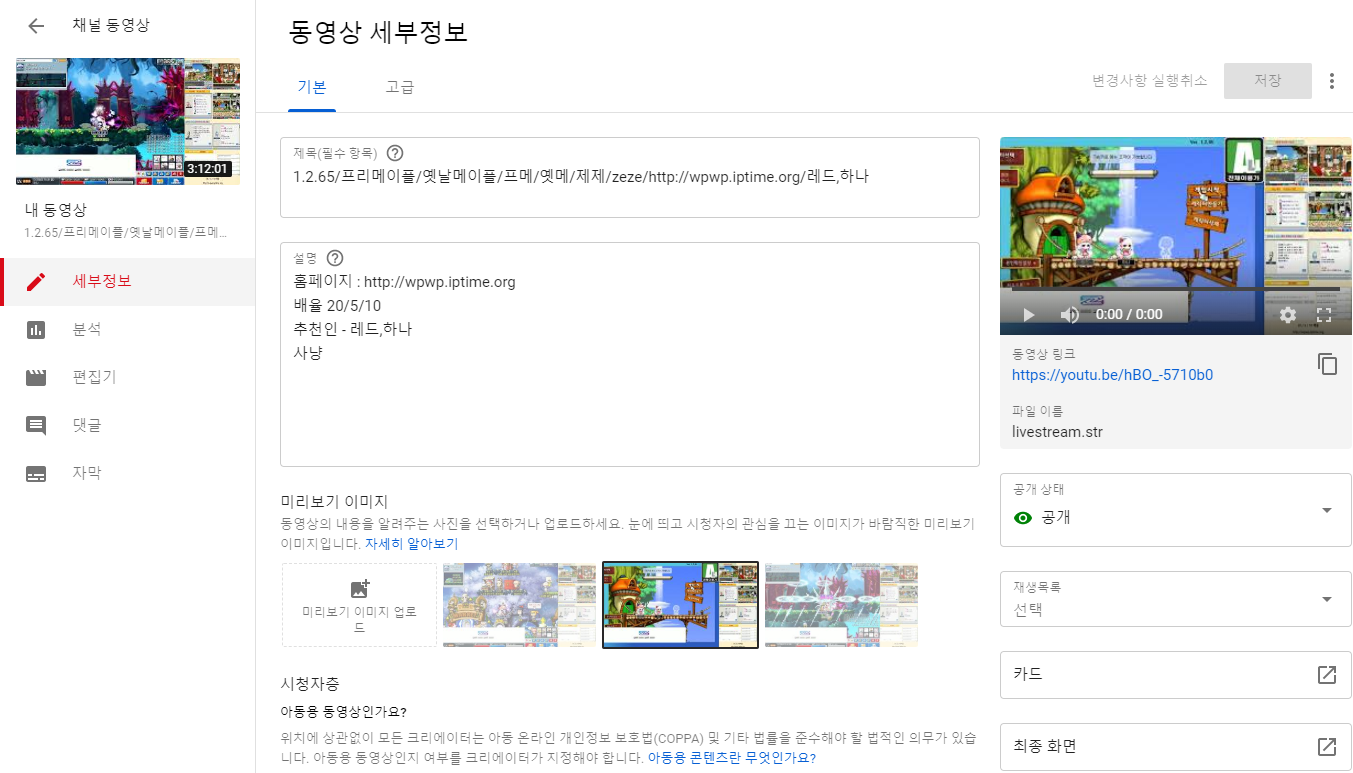 채널 동영상
3:12:01
내 동영상
1.2.65/프리메이플/옛날메이플/프메...
세부정보
분석
편집기
댓글
자막
동영상 세부정보
기본
고급
변경사항 실행취소
저장
제목(필수 항목)
1.2.65/프리메이플/옛날메이플/프메/옛메/제제/zeze/http://wpwp.iptime.org/레드,하나
설명
홈페이지 : http://wpwp.iptime.org
배율 20/5/10
추천인 - 레드,하나
사냥
미리보기 이미지
동영상의 내용을 알려주는 사진을 선택하거나 업로드하세요. 눈에 띄고 시청자의 관심을 끄는 이미지가 바람직한 미리보기
이미지입니다. 자세히 알아보기
미리보기 이미지 업로
드
시청자층
아동용 동영상인가요?
위치에 상관없이 모든 크리에이터는 아동 온라인 개인정보 보호법(COPPA) 및 기타 법률을 준수해야 할 법적인 의무가 있습
니다. 아동용 동영상인지 여부를 크리에이터가 지정해야 합니다. 아동용 콘텐츠란 무엇인가요?
0:00 / 0:00
동영상 링크
https://youtu.be/hBO_-5710b0
파일 이름
livestream.str
공개 상태
공개
재생목록
선택
카드
최종 화면